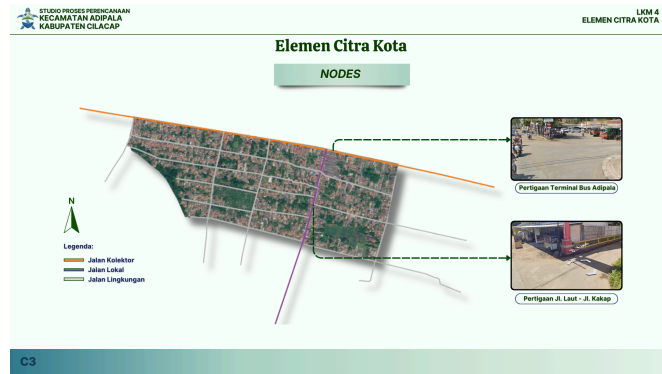 STUDIO PROSES PERENCANAAN
KECAMATAN ADIPALA
KABUPATEN CILACAP
LKM 4
ELEMEN CITRA KOTA
Elemen Citra Kota
NODES
Pertigaan Terminal Bus Adipala
N
Legenda:
Jalan Kolektor
Jalan Lokal
Jalan Lingkungan
Pertigaan Jl. Laut - Jl. Kakap
C3